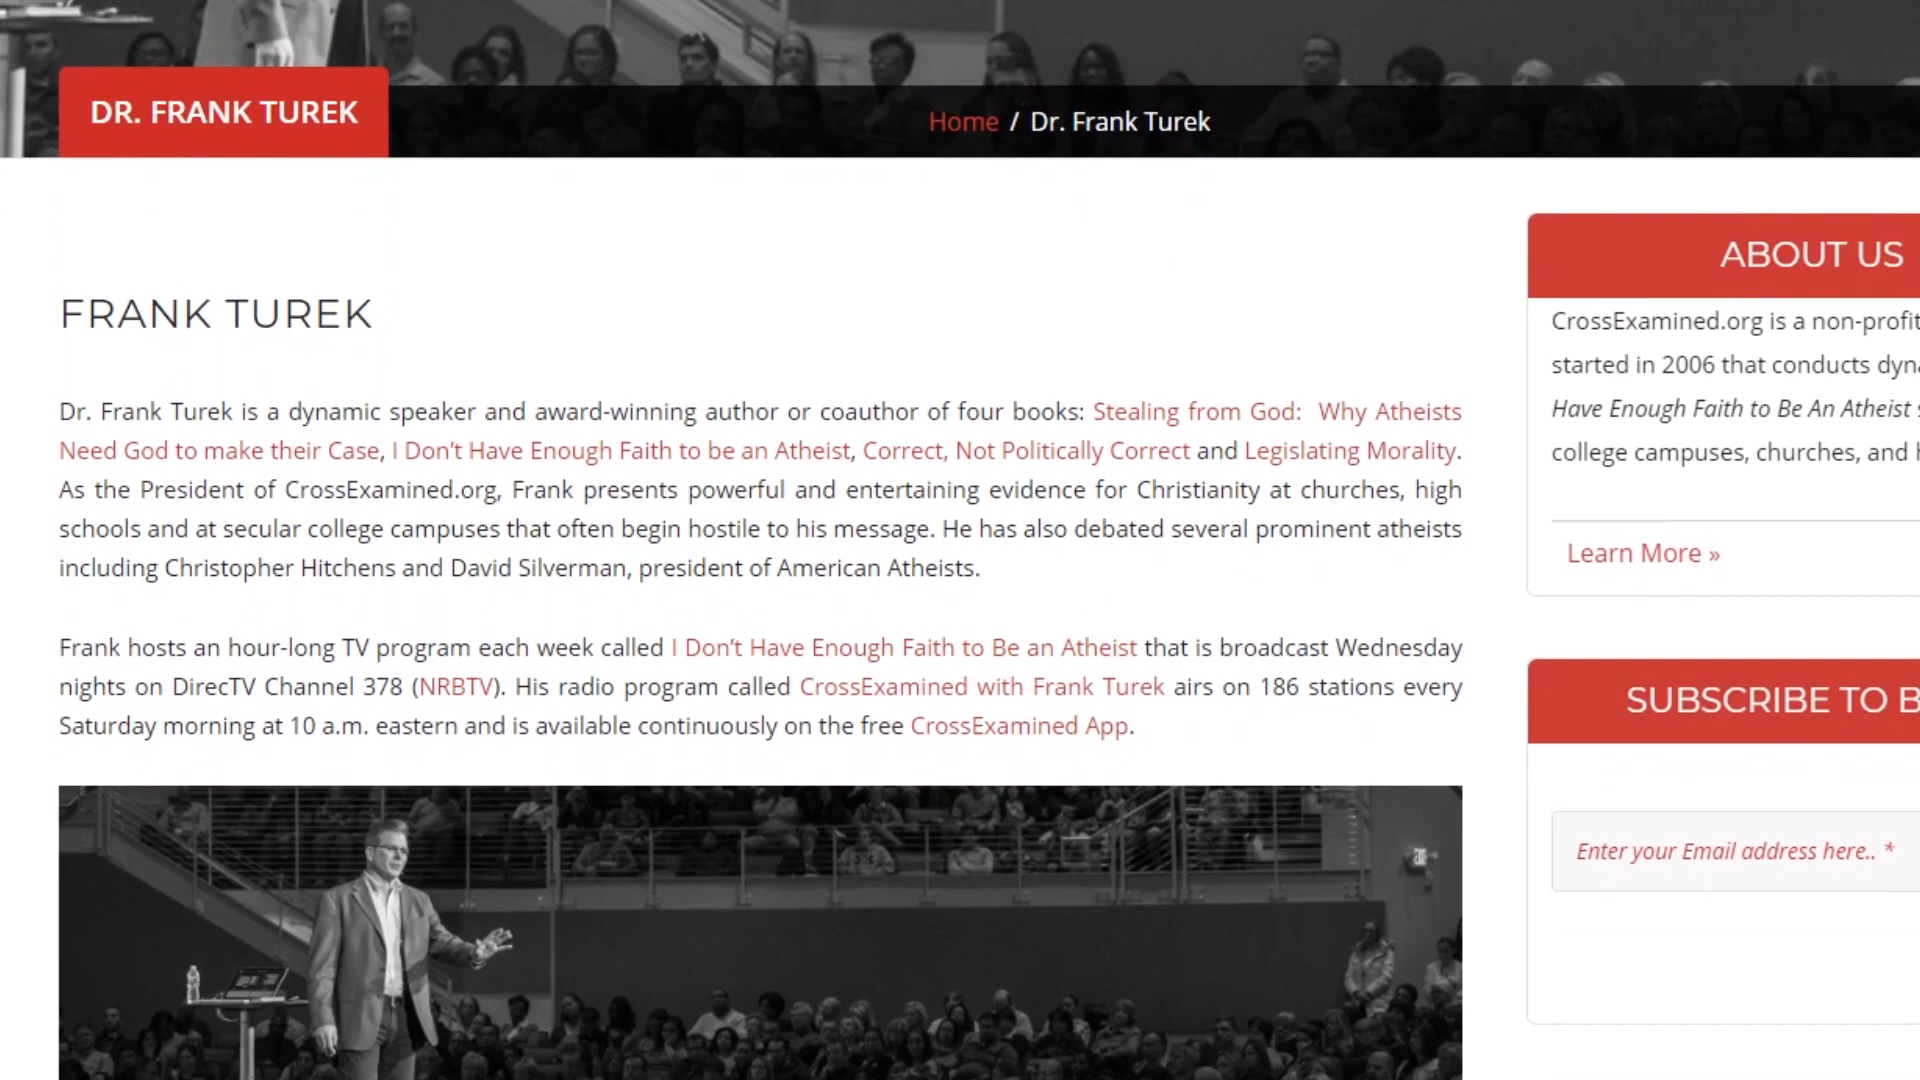 DR. FRANK TUREK
Home / Dr. Frank Turek
FRANK TUREK
Dr. Frank Turek is a dynamic speaker and award-winning author or coauthor of four books: Stealing from God:  Why Atheists
Need God to make their Case, I Don’t Have Enough Faith to be an Atheist, Correct, Not Politically Correct and Legislating Morality.
As the President of CrossExamined.org, Frank presents powerful and entertaining evidence for Christianity at churches, high
schools and at secular college campuses that often begin hostile to his message. He has also debated several prominent atheists
including Christopher Hitchens and David Silverman, president of American Atheists.
Frank hosts an hour-long TV program each week called I Don’t Have Enough Faith to Be an Atheist that is broadcast Wednesday
nights on DirecTV Channel 378 (NRBTV). His radio program called CrossExamined with Frank Turek airs on 186 stations every
Saturday morning at 10 a.m. eastern and is available continuously on the free CrossExamined App.
ABOUT US
CrossExamined.org is a non-profit
started in 2006 that conducts
Have Enough Faith to Be An Atheist
college campuses, churches, and
Learn More »
SUBSCRIBE TO
Enter your Email address here.. *